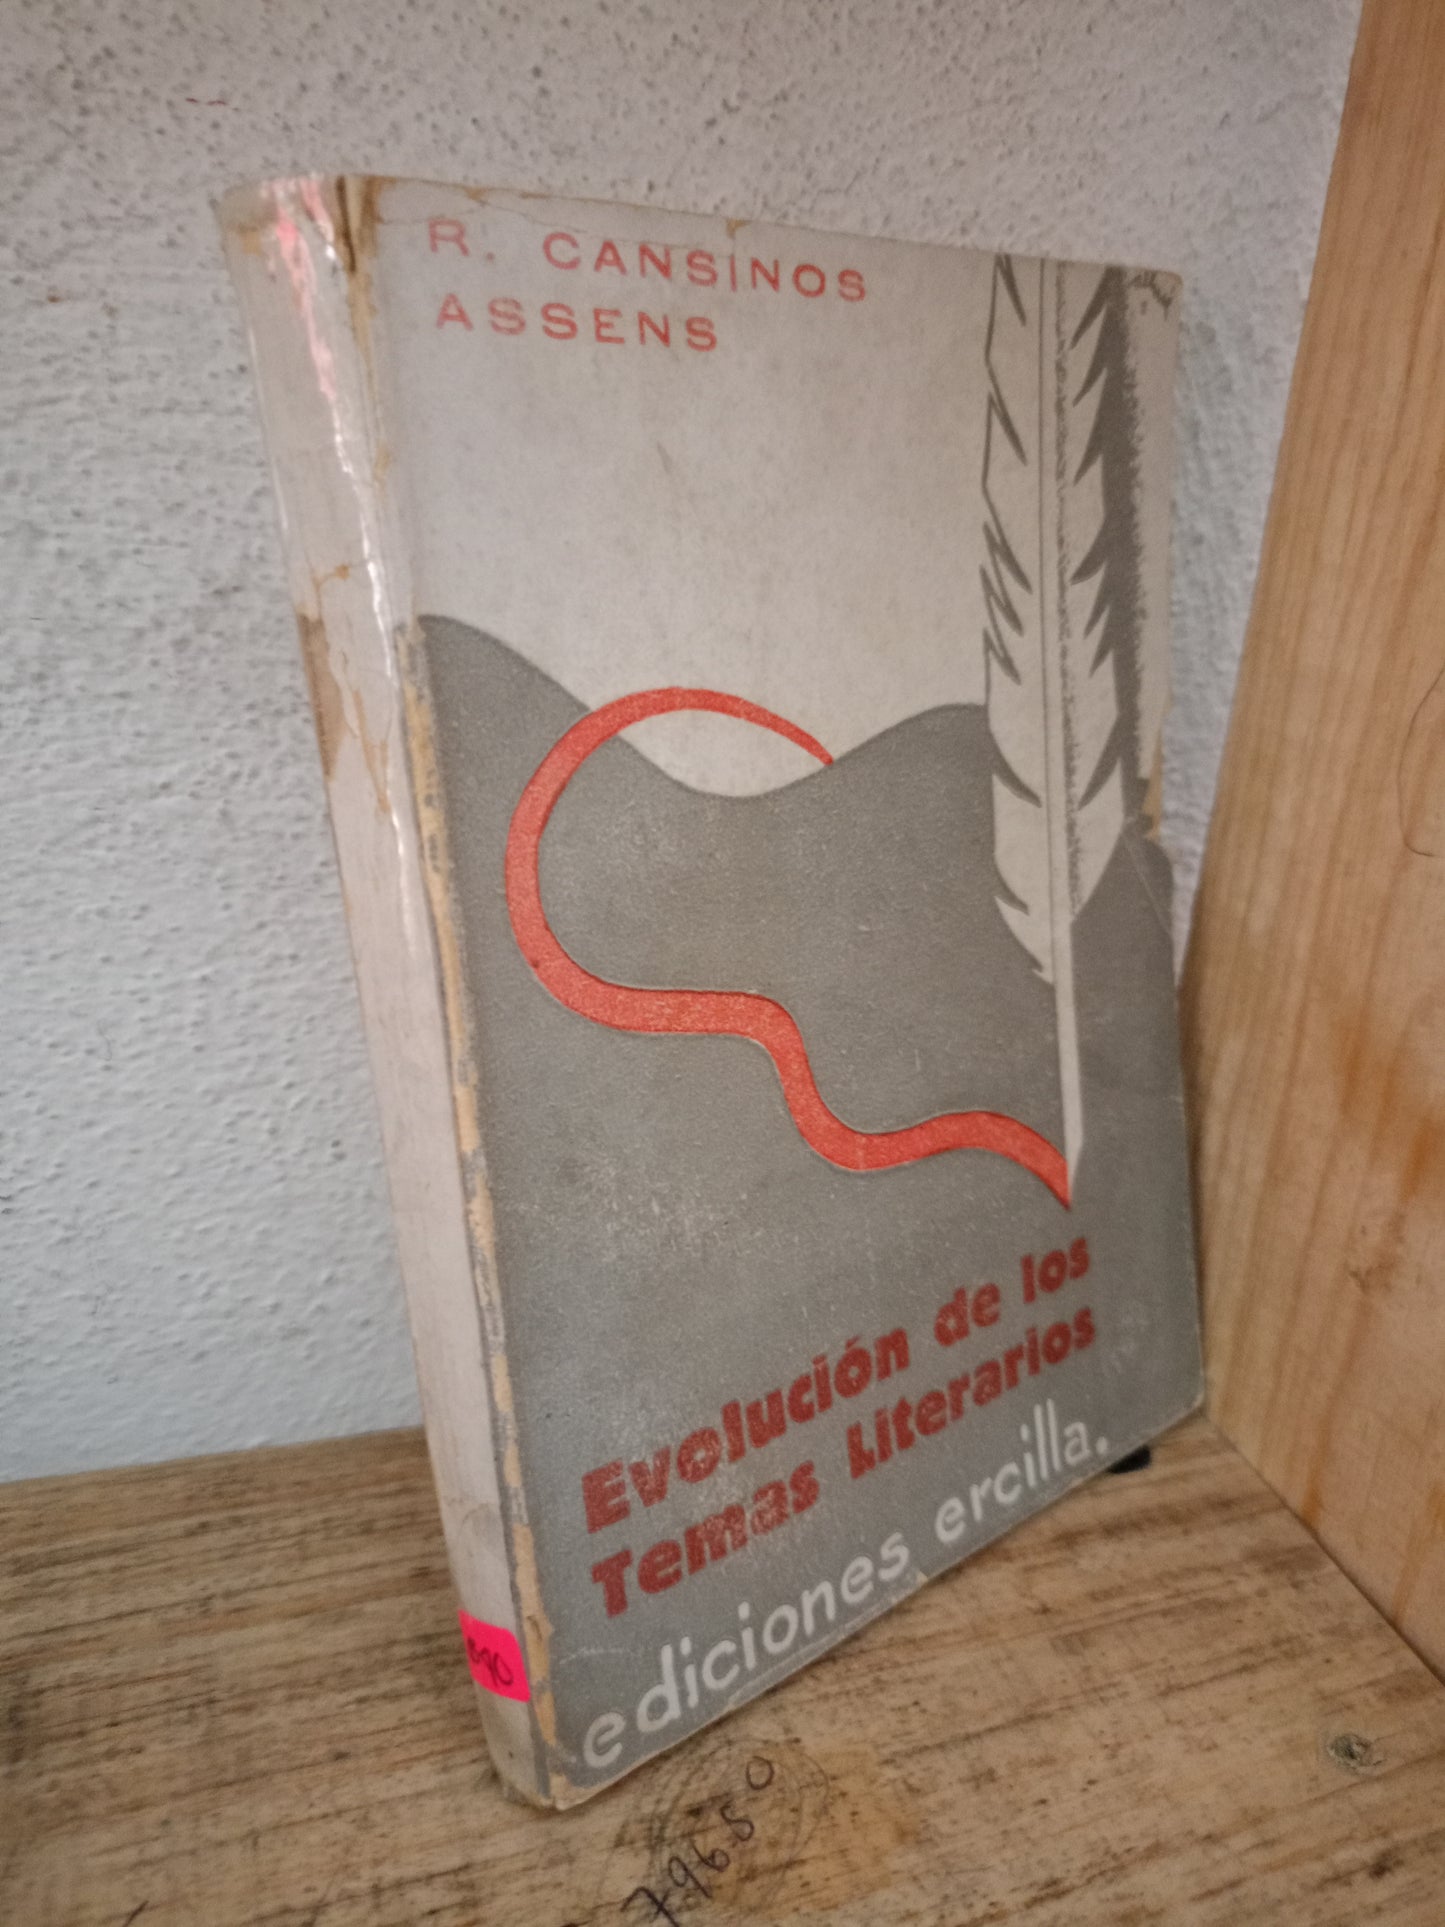 R. CANSINOS
ASSENS
Evolución de los
Temas Literarios
ediciones ercilla.
79650